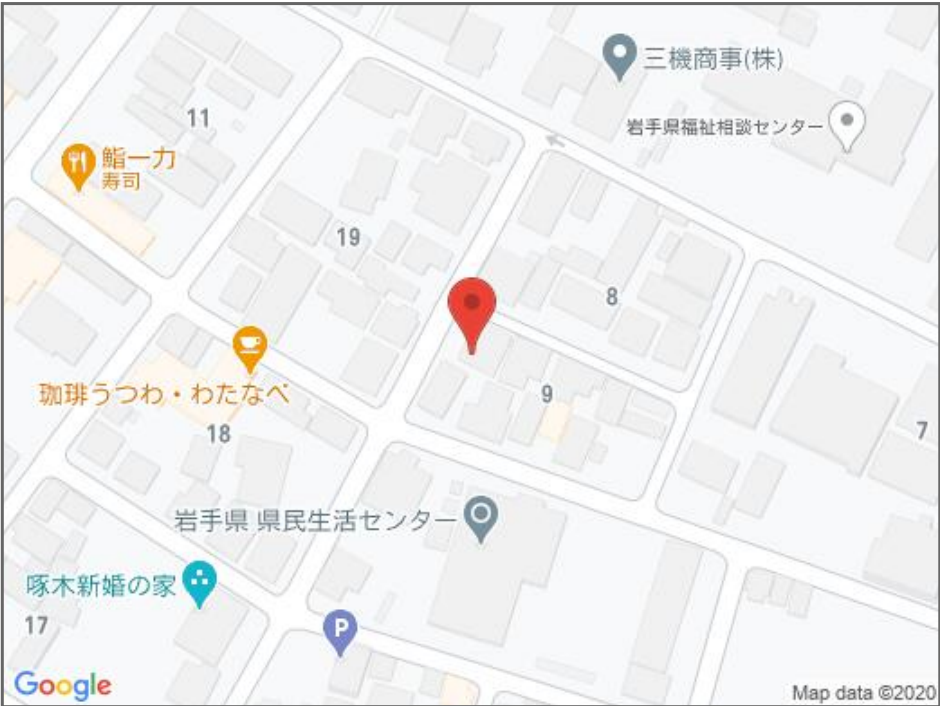 三機商事(株)
11
岩手県福祉相談センター
鮨一力
寿司
19
8
珈琲うつわ・わたなべ
9
18
7
岩手県 県民生活センター
啄木新婚の家
17
P
Google
Map data ©2020